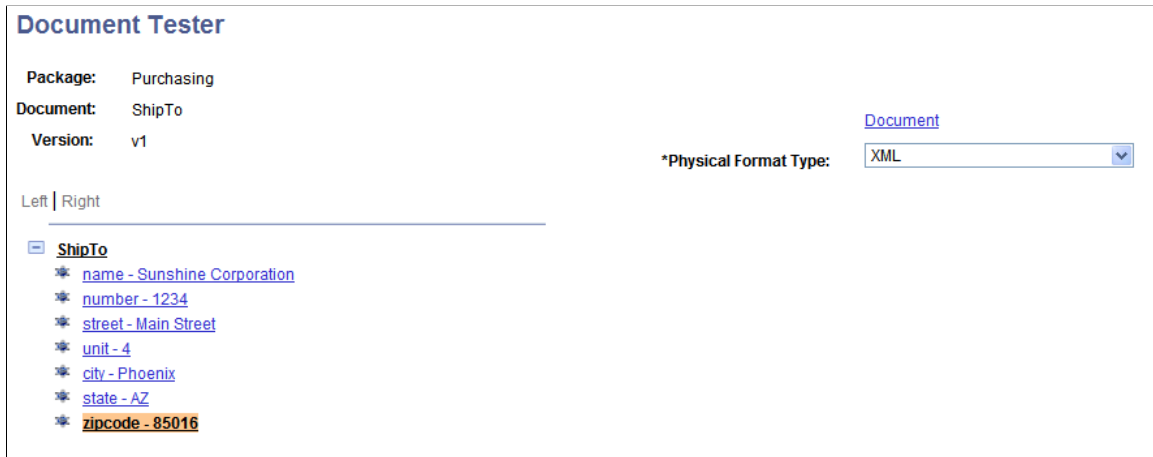 Document Tester
Package: Purchasing
Document: ShipTo
Version: v1
Document
*Physical Format Type: XML
Left | Right
ShipTo
name - Sunshine Corporation
number - 1234
street - Main Street
unit - 4
city - Phoenix
state - AZ
zipcode - 85016